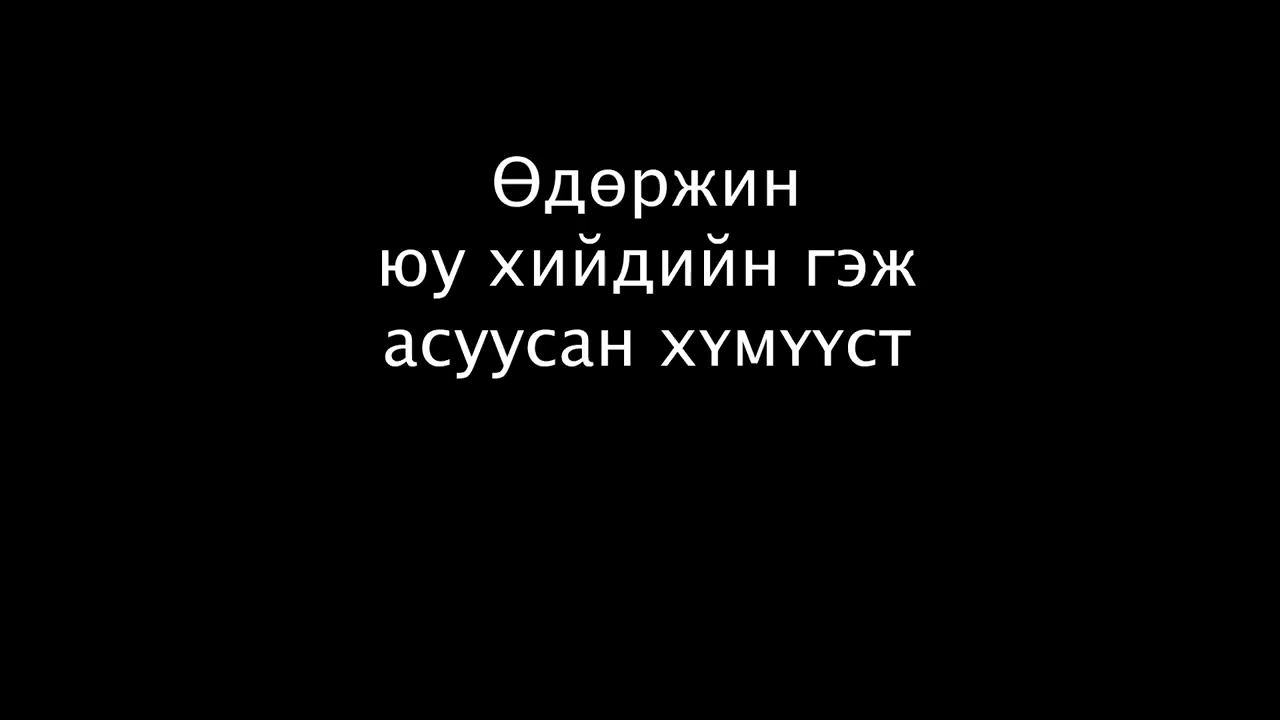 Өдөржин
юу хийдийн гэж
асуусан хүмүүст